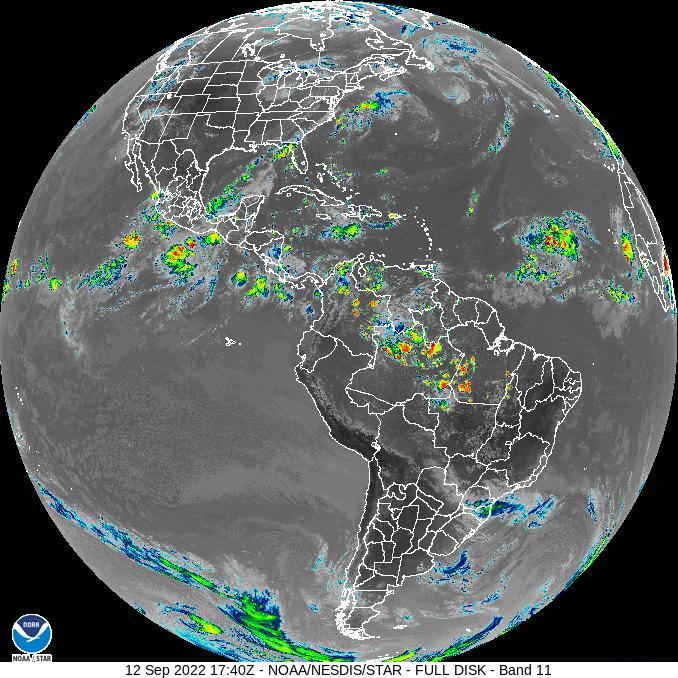 NOAA
NOAA/STAR
12 Sep 2022 17:40Z - NOAA/NESDIS/STAR - FULL DISK - Band 11